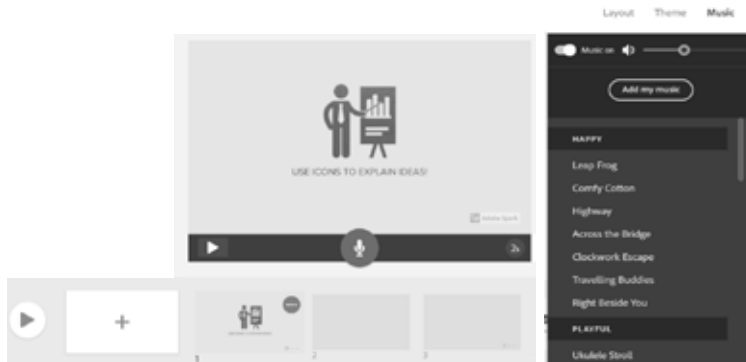 Layout Theme Music
Music on
Add my music
HAPPY
Leap Frog
Comfy Cotton
Highway
Across the Bridge
Clockwork Escape
Travelling Buddies
Right Beside You
PLAYFUL
Ukulele Stroll
USE ICONS TO EXPLAIN IDEAS!
Adobe Spark
2s
+
1
2
3